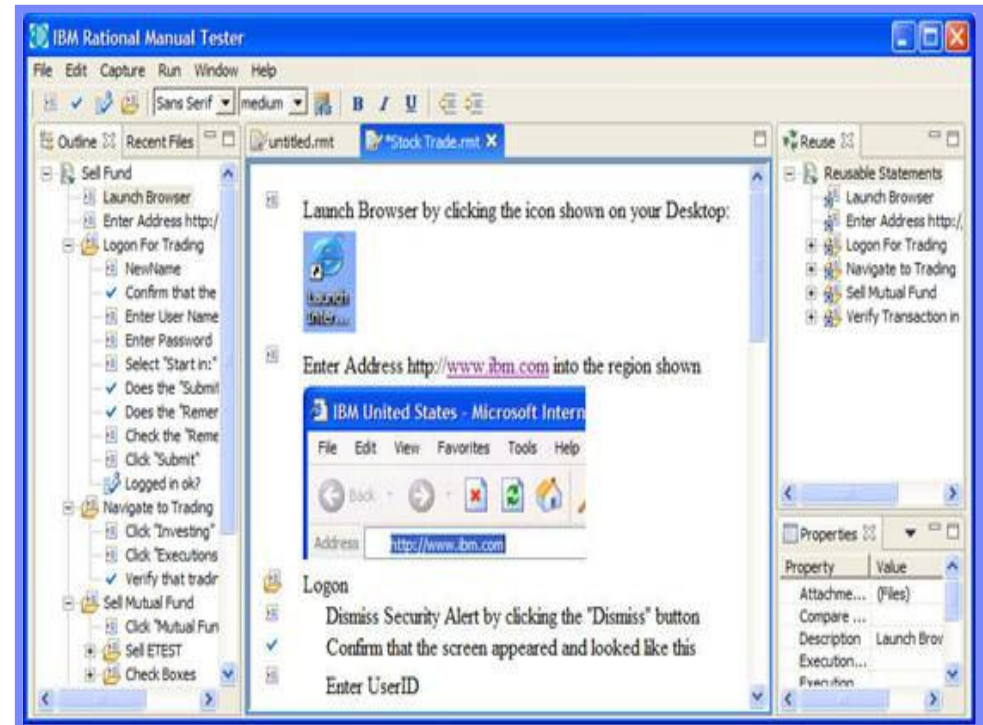 IBM Rational Manual Tester
File Edit Capture Run Window Help
Sans Serif medium B I U
Outline Recent Files
Sell Fund
Launch Browser
Enter Address http:/
Logon For Trading
NewName
Confirm that the
Enter User Name
Enter Password
Select "Start in:"
Does the "Submit
Does the "Remer
Check the "Reme
Click "Submit"
Logged in ok?
Navigate to Trading
Click "Investing"
Click "Executions
Verify that tradir
Sell Mutual Fund
Click "Mutual Fun
Sell ETEST
Check Boxes
untitled.rmt *Stock Trade.rmt
Launch Browser by clicking the icon shown on your Desktop:
Launch
Inter...
Enter Address http://www.ibm.com into the region shown
IBM United States - Microsoft Intern
File Edit View Favorites Tools Help
Back
Address http://www.ibm.com
Logon
Dismiss Security Alert by clicking the "Dismiss" button
Confirm that the screen appeared and looked like this
Enter UserID
Reuse
Reusable Statements
Launch Browser
Enter Address http:/
Logon For Trading
Navigate to Trading
Sell Mutual Fund
Verify Transaction in
Properties
Property Value
Attachme... (Files)
Compare ...
Description Launch Brov
Execution...
Execution